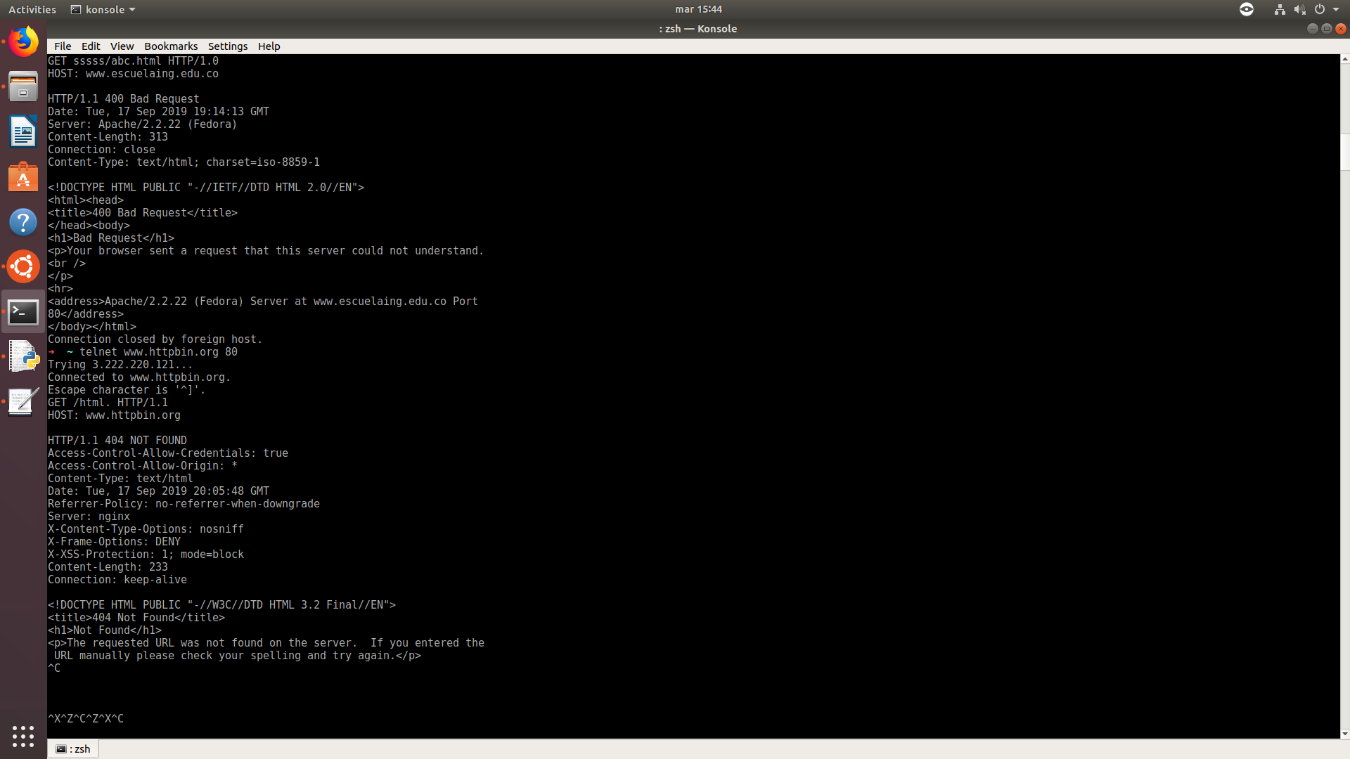 Activities
konsole
mar 15:44
: zsh — Konsole
File Edit View Bookmarks Settings Help
GET sssss/abc.html HTTP/1.0
HOST: www.escuelaing.edu.co
HTTP/1.1 400 Bad Request
Date: Tue, 17 Sep 2019 19:14:13 GMT
Server: Apache/2.2.22 (Fedora)
Content-Length: 313
Connection: close
Content-Type: text/html; charset=iso-8859-1
<!DOCTYPE HTML PUBLIC "-//IETF//DTD HTML 2.0//EN">
<html><head>
<title>400 Bad Request</title>
</head><body>
<h1>Bad Request</h1>
<p>Your browser sent a request that this server could not understand.
<br />
</p>
<hr>
<address>Apache/2.2.22 (Fedora) Server at www.escuelaing.edu.co Port
80</address>
</body></html>
Connection closed by foreign host.
➜  ~ telnet www.httpbin.org 80
Trying 3.222.220.121...
Connected to www.httpbin.org.
Escape character is '^]'.
GET /html. HTTP/1.1
HOST: www.httpbin.org
HTTP/1.1 404 NOT FOUND
Access-Control-Allow-Credentials: true
Access-Control-Allow-Origin: *
Content-Type: text/html
Date: Tue, 17 Sep 2019 20:05:48 GMT
Referrer-Policy: no-referrer-when-downgrade
Server: nginx
X-Content-Type-Options: nosniff
X-Frame-Options: DENY
X-XSS-Protection: 1; mode=block
Content-Length: 233
Connection: keep-alive
<!DOCTYPE HTML PUBLIC "-//W3C//DTD HTML 3.2 Final//EN">
<title>404 Not Found</title>
<h1>Not Found</h1>
<p>The requested URL was not found on the server.  If you entered the
 URL manually please check your spelling and try again.</p>
^C
^X^Z^C^Z^X^C
: zsh